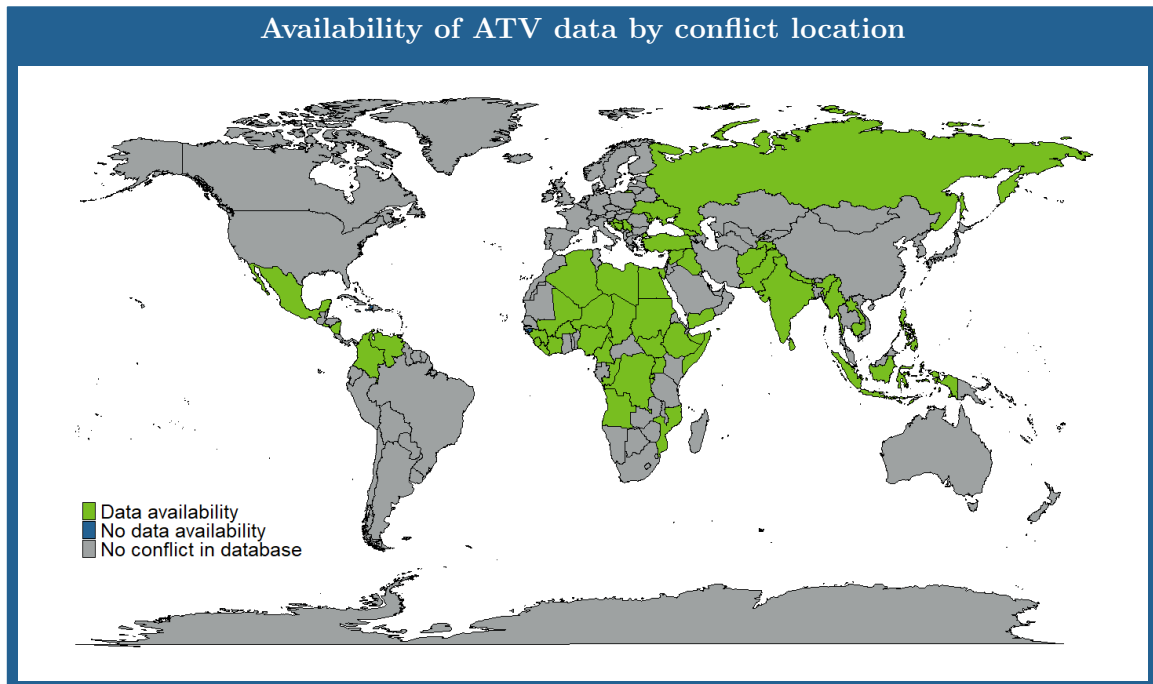 Availability of ATV data by conflict location
Data availability
No data availability
No conflict in database